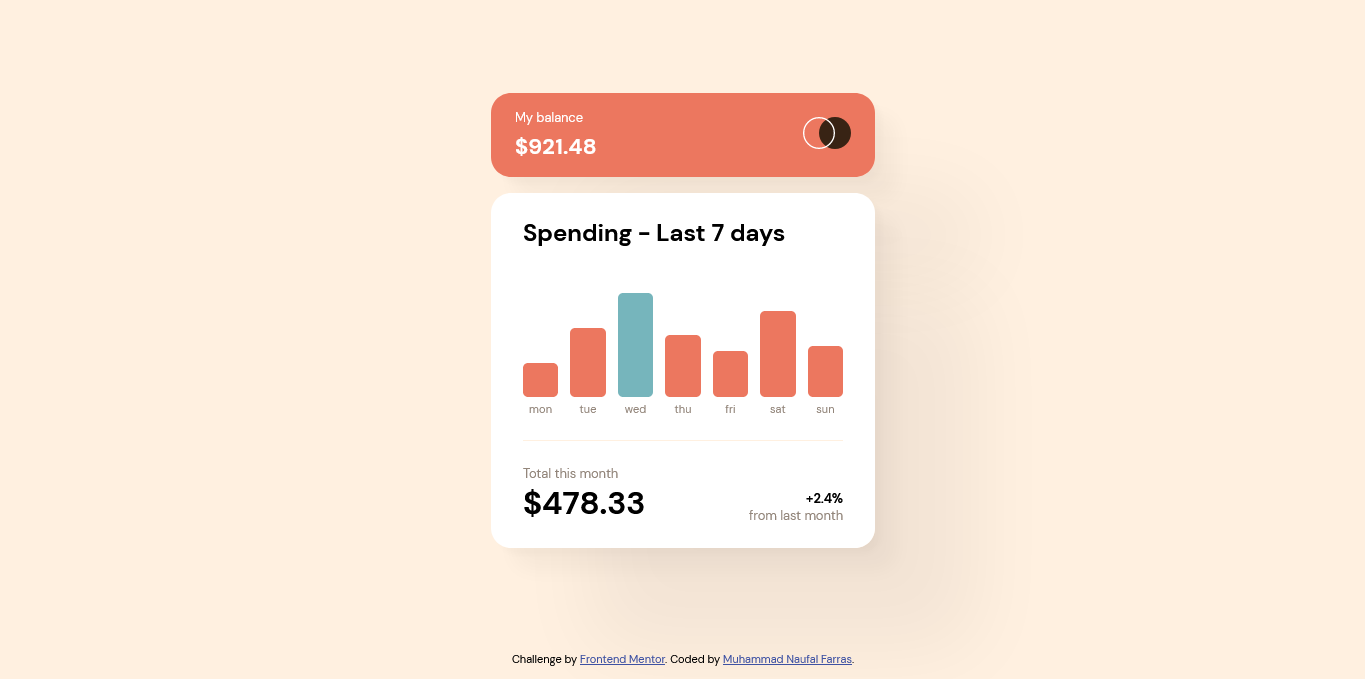 My balance
$921.48
Spending - Last 7 days
mon tue wed thu fri sat sun
Total this month
$478.33
+2.4%
from last month
Challenge by Frontend Mentor. Coded by Muhammad Naufal Farras.